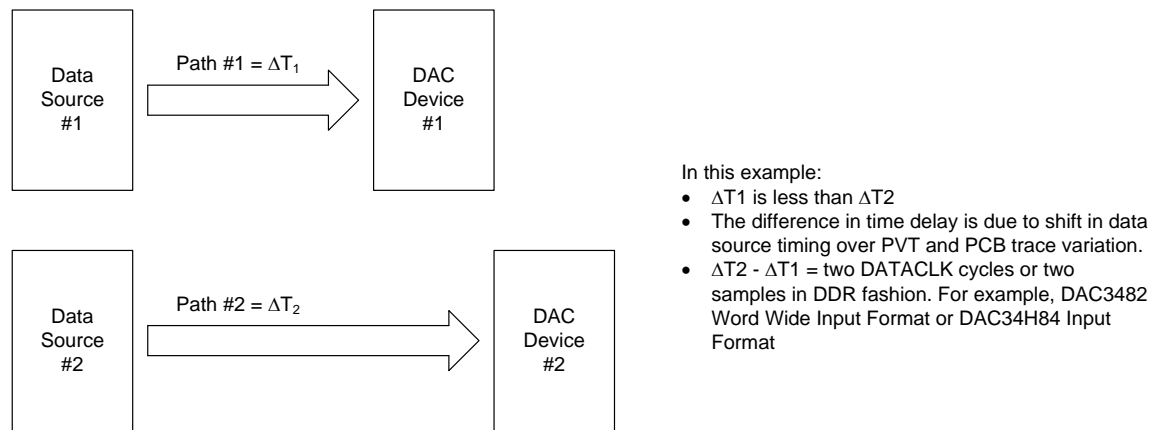 Data
Source
#1
Path #1 = ΔT₁
DAC
Device
#1
Data
Source
#2
Path #2 = ΔT₂
DAC
Device
#2
In this example:
• ΔT1 is less than ΔT2
• The difference in time delay is due to shift in data
source timing over PVT and PCB trace variation.
• ΔT2 - ΔT1 = two DATACLK cycles or two
samples in DDR fashion. For example, DAC3482
Word Wide Input Format or DAC34H84 Input
Format